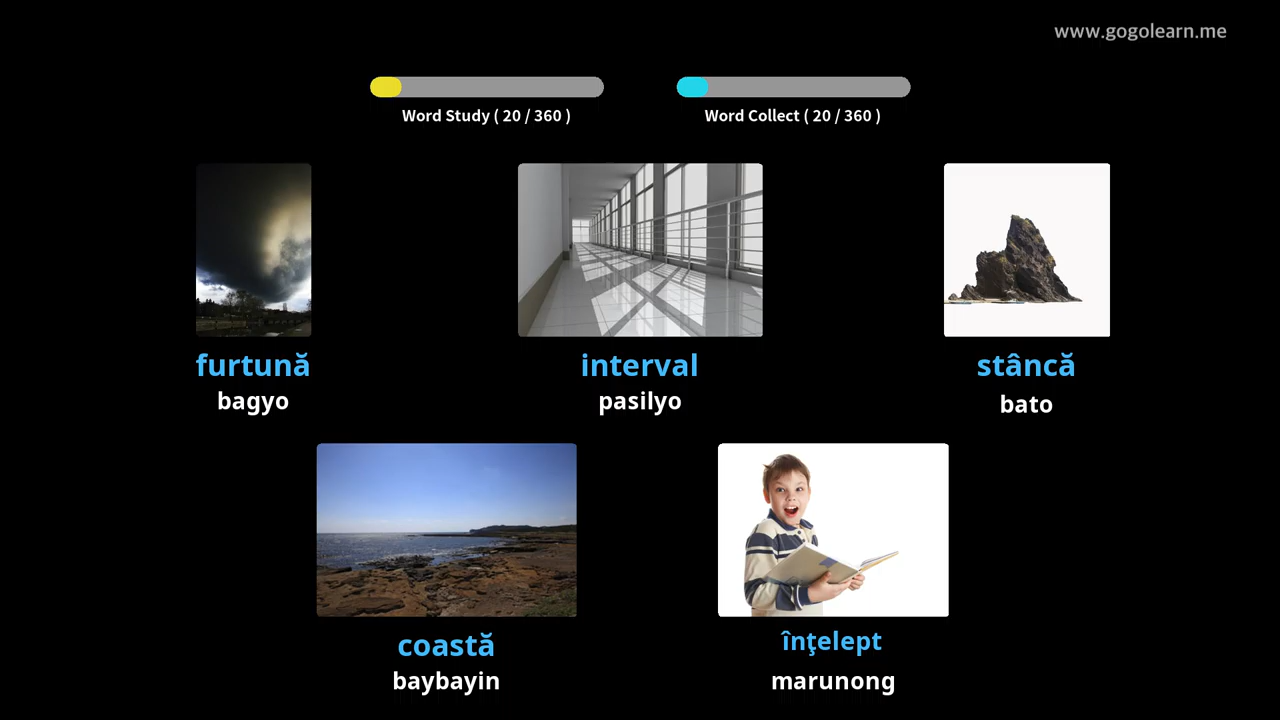 www.gogolearn.me
Word Study ( 20 / 360 )
Word Collect ( 20 / 360 )
furtună
bagyo
interval
pasilyo
stâncă
bato
coastă
baybayin
înţelept
marunong